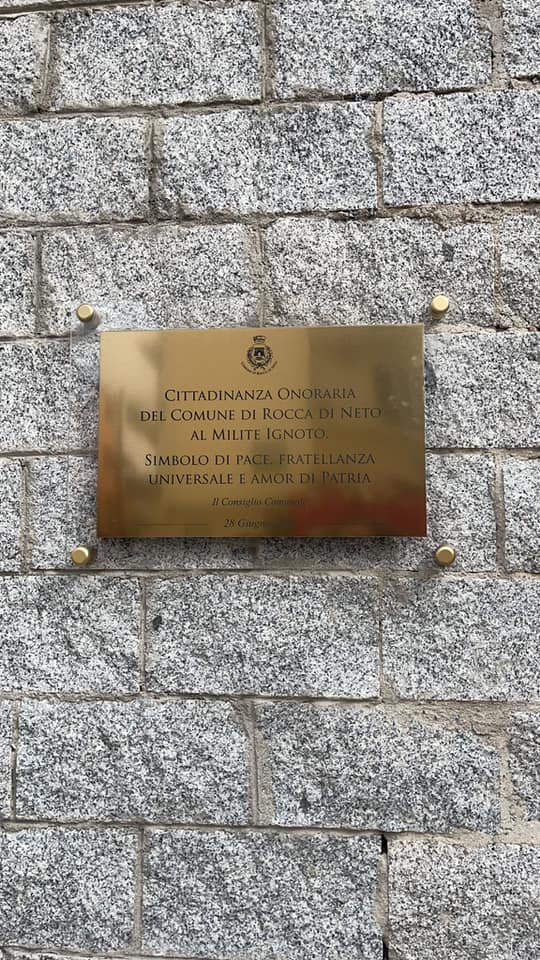 CITTADINANZA ONORARIA
DEL COMUNE DI ROCCA DI NETO
AL MILITE IGNOTO.
SIMBOLO DI PACE, FRATELLANZA
UNIVERSALE E AMOR DI PATRIA
Il Consiglio Comunale
28 Giugno